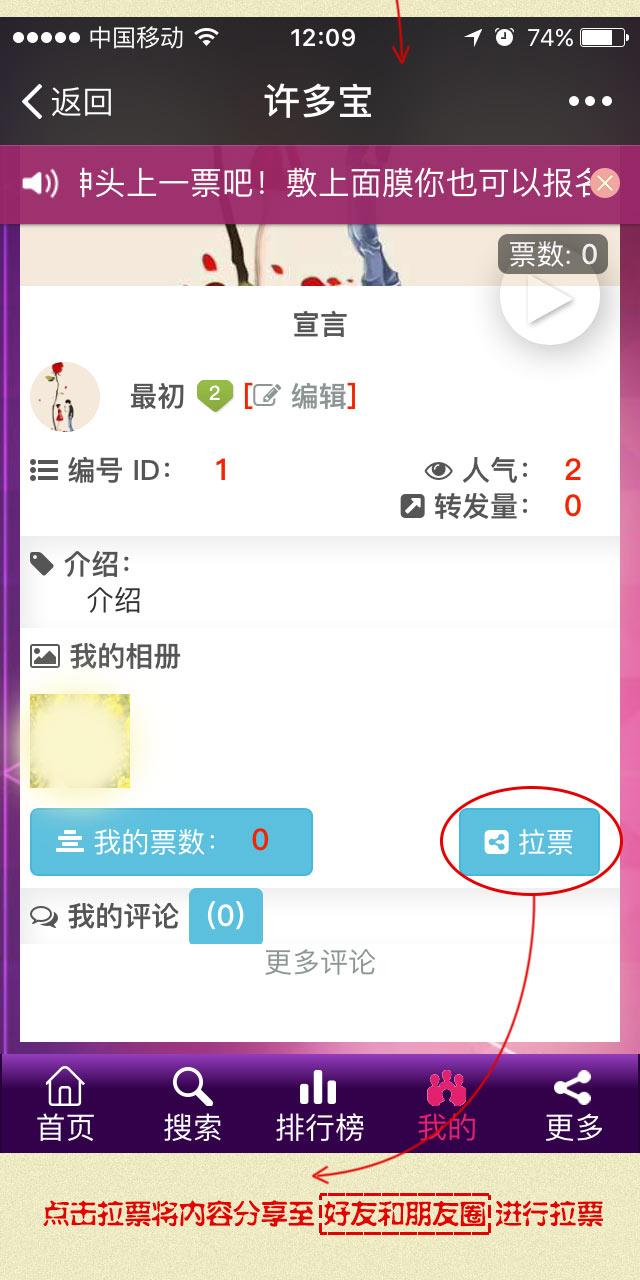 中国移动 12:09 74%
返回 许多宝
头上一票吧！敷上面膜你也可以报名
票数: 0
宣言
最初 2 [编辑]
编号 ID： 1 人气： 2
转发量： 0
介绍：
介绍
我的相册
我的票数： 0 拉票
我的评论 (0)
更多评论
首页 搜索 排行榜 我的 更多
点击拉票将内容分享至 好友和朋友圈 进行拉票